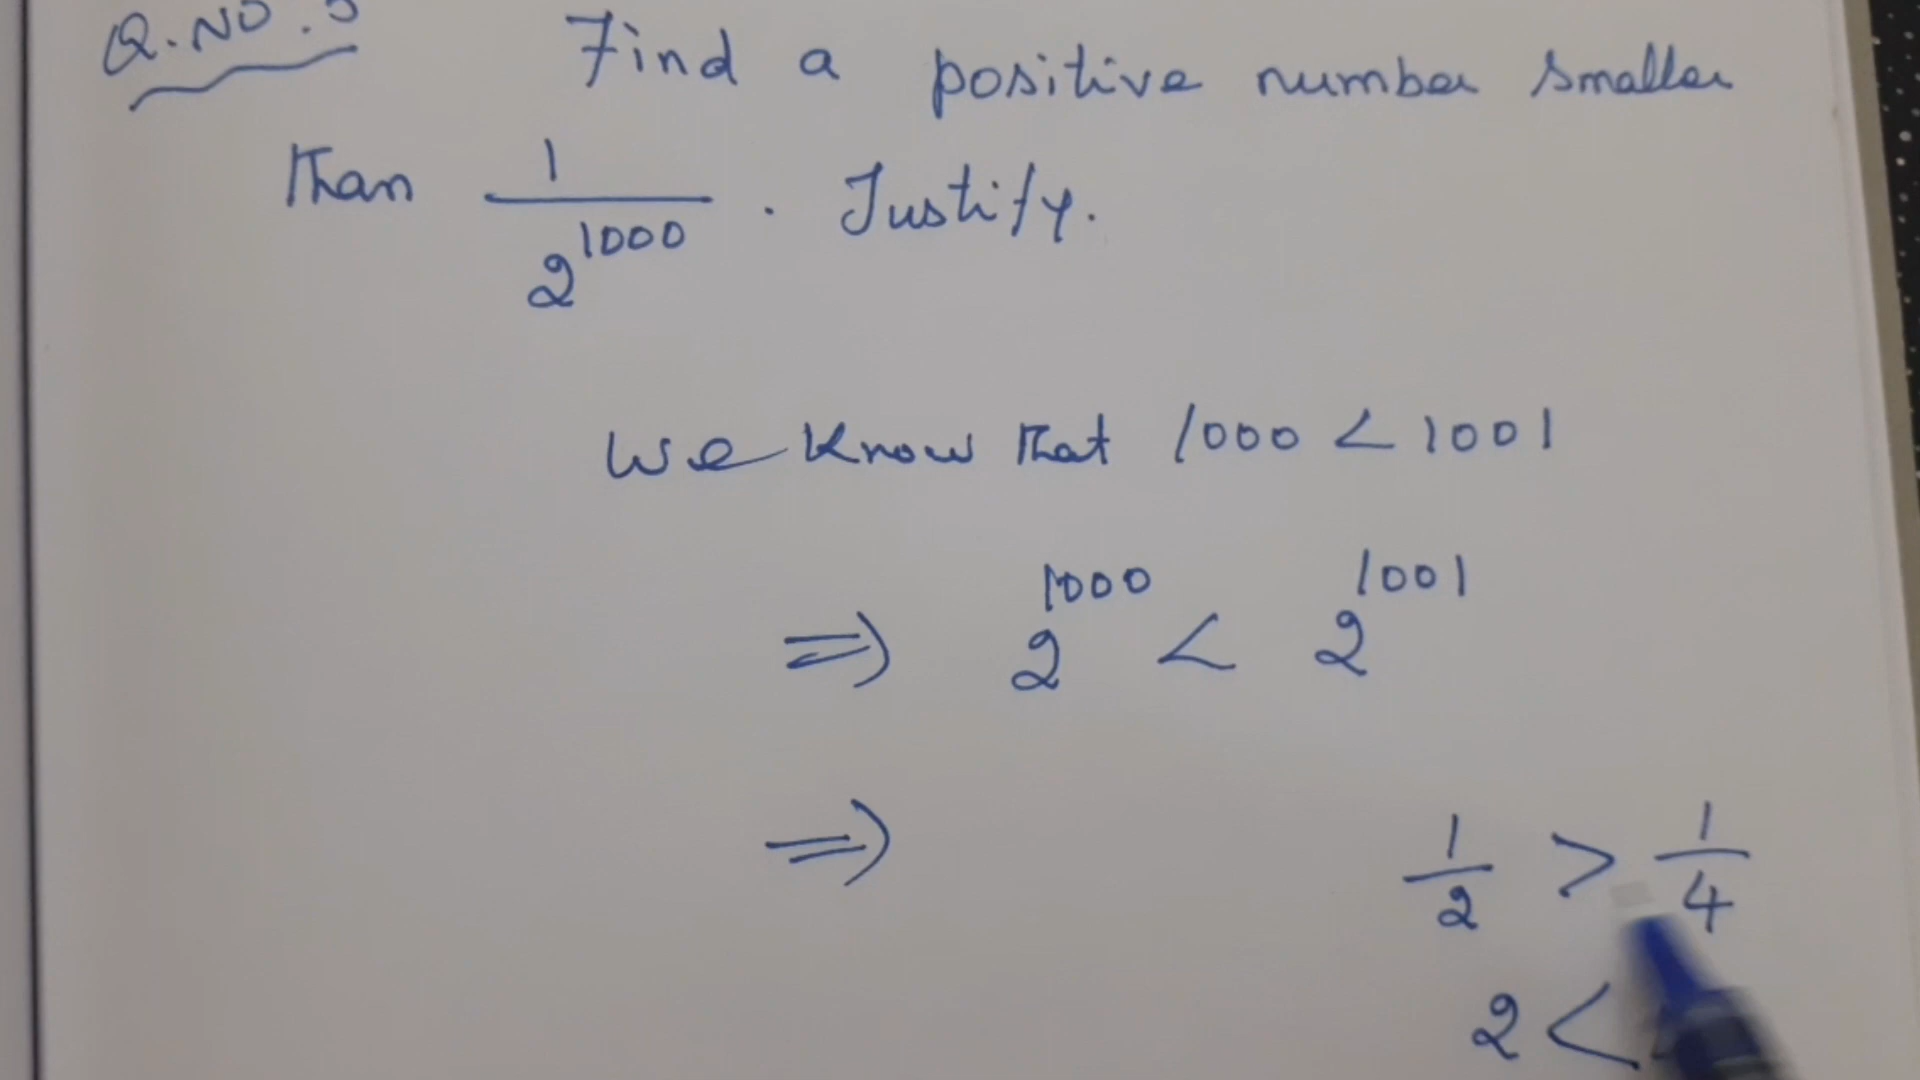 Q.NO.
Find a positive number smaller
than 1/2^1000 . Justify.
We know that 1000 < 1001
⇒ 2^1000 < 2^1001
⇒ 1/2 > 1/4
2 <